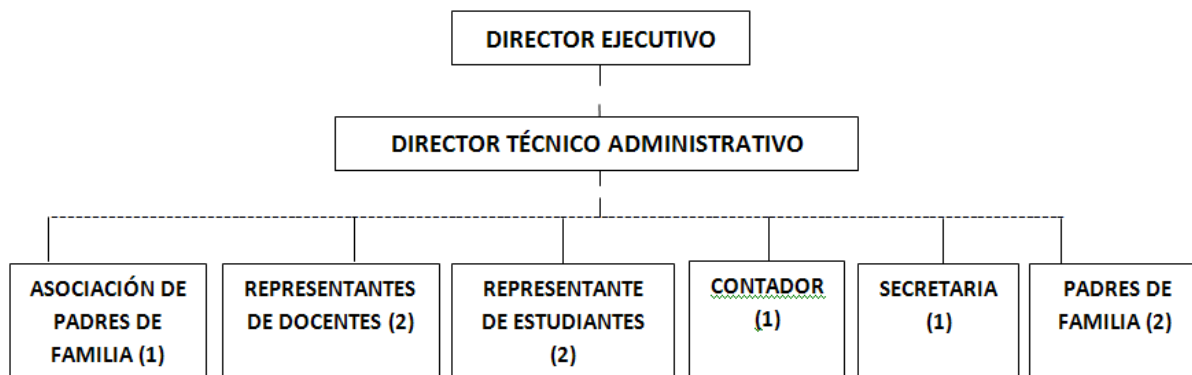 DIRECTOR EJECUTIVO
DIRECTOR TÉCNICO ADMINISTRATIVO
ASOCIACIÓN DE
PADRES DE
FAMILIA (1)
REPRESENTANTES
DE DOCENTES (2)
REPRESENTANTE
DE ESTUDIANTES
(2)
CONTADOR
(1)
SECRETARIA
(1)
PADRES DE
FAMILIA (2)